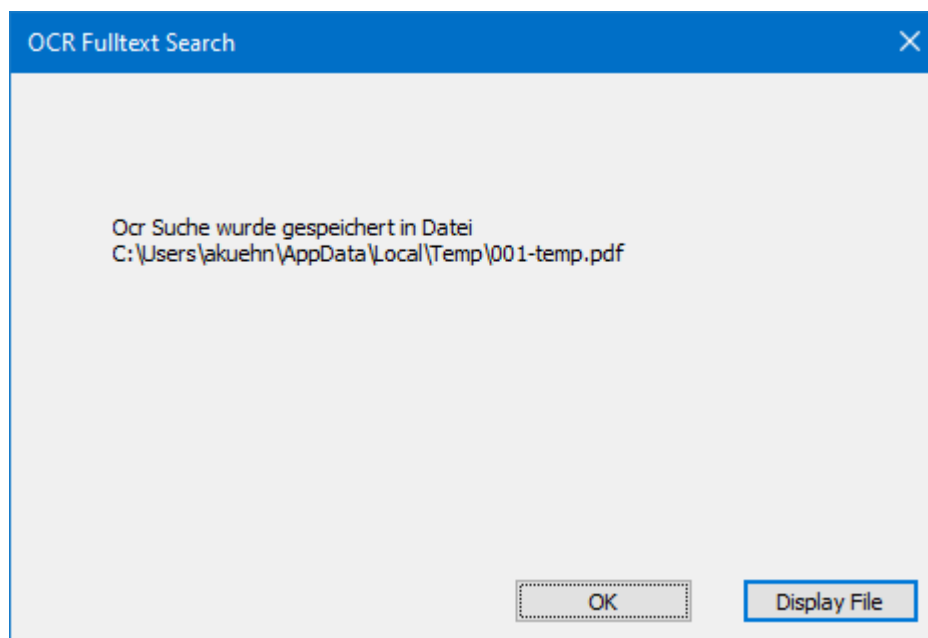 OCR Fulltext Search
Ocr Suche wurde gespeichert in Datei
C:\Users\akuehn\AppData\Local\Temp\001-temp.pdf
OK
Display File